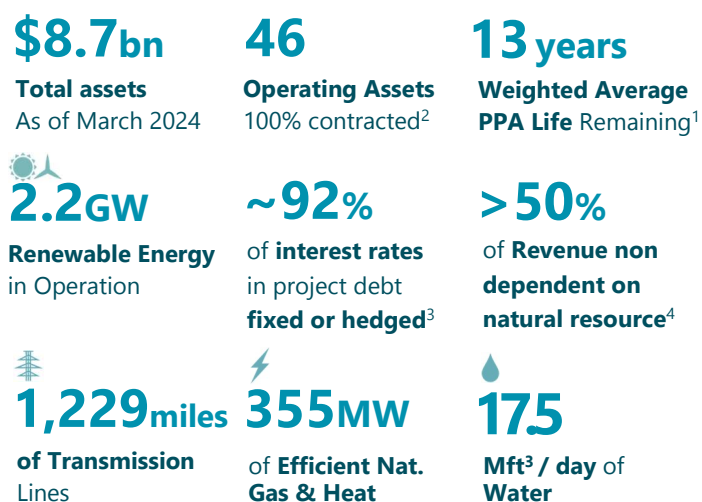 $8.7bn
Total assets
As of March 2024
46
Operating Assets
100% contracted²
13 years
Weighted Average
PPA Life Remaining¹
2.2GW
Renewable Energy
in Operation
~92%
of interest rates
in project debt
fixed or hedged³
>50%
of Revenue non
dependent on
natural resource⁴
1,229miles
of Transmission
Lines
355MW
of Efficient Nat.
Gas & Heat
17.5
Mft³ / day of
Water